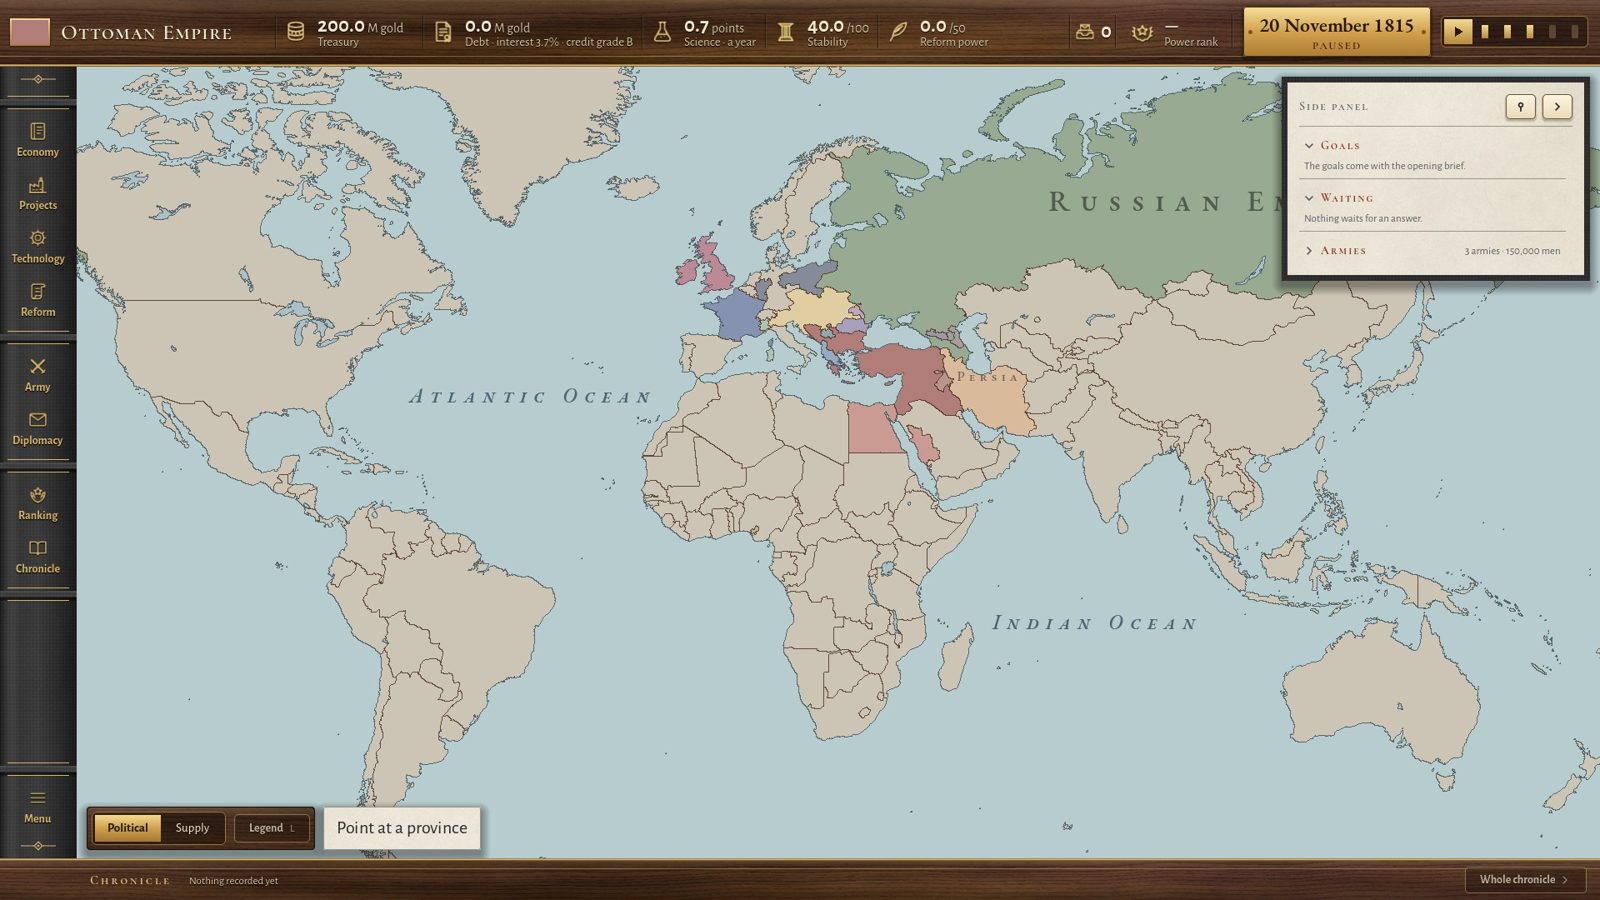 Ottoman Empire
200.0 M gold
Treasury
0.0 M gold
Debt · interest 3.7% · credit grade B
0.7 points
Science · a year
40.0 /100
Stability
0.0 /50
Reform power
0
—
Power rank
20 November 1815
PAUSED
Economy
Projects
Technology
Reform
Army
Diplomacy
Ranking
Chronicle
Menu
Side panel
Goals
The goals come with the opening brief.
Waiting
Nothing waits for an answer.
Armies
3 armies · 150,000 men
Russian Em
Persia
Atlantic Ocean
Indian Ocean
Political
Supply
Legend L
Point at a province
Chronicle
Nothing recorded yet
Whole chronicle